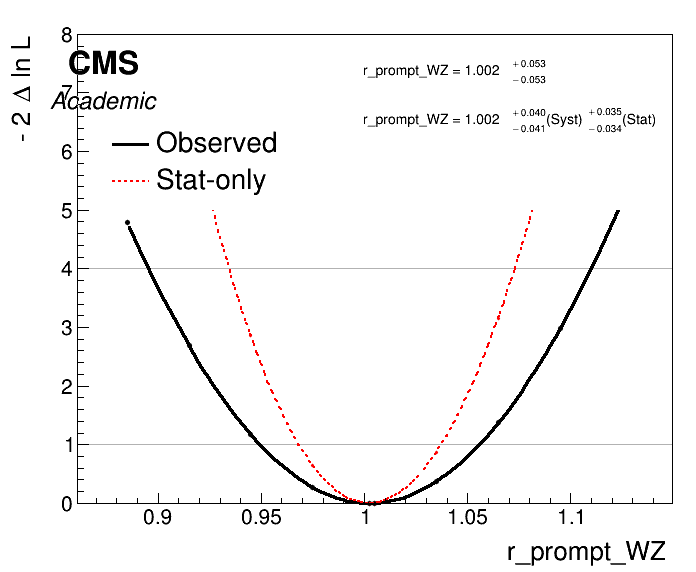 - 2 Δ ln L
8
7
6
5
4
3
2
1
0
CMS
Academic
Observed
Stat-only
r_prompt_WZ = 1.002 +0.053 −0.053
r_prompt_WZ = 1.002 +0.040 −0.041(Syst) +0.035 −0.034(Stat)
0.9 0.95 1 1.05 1.1
r_prompt_WZ